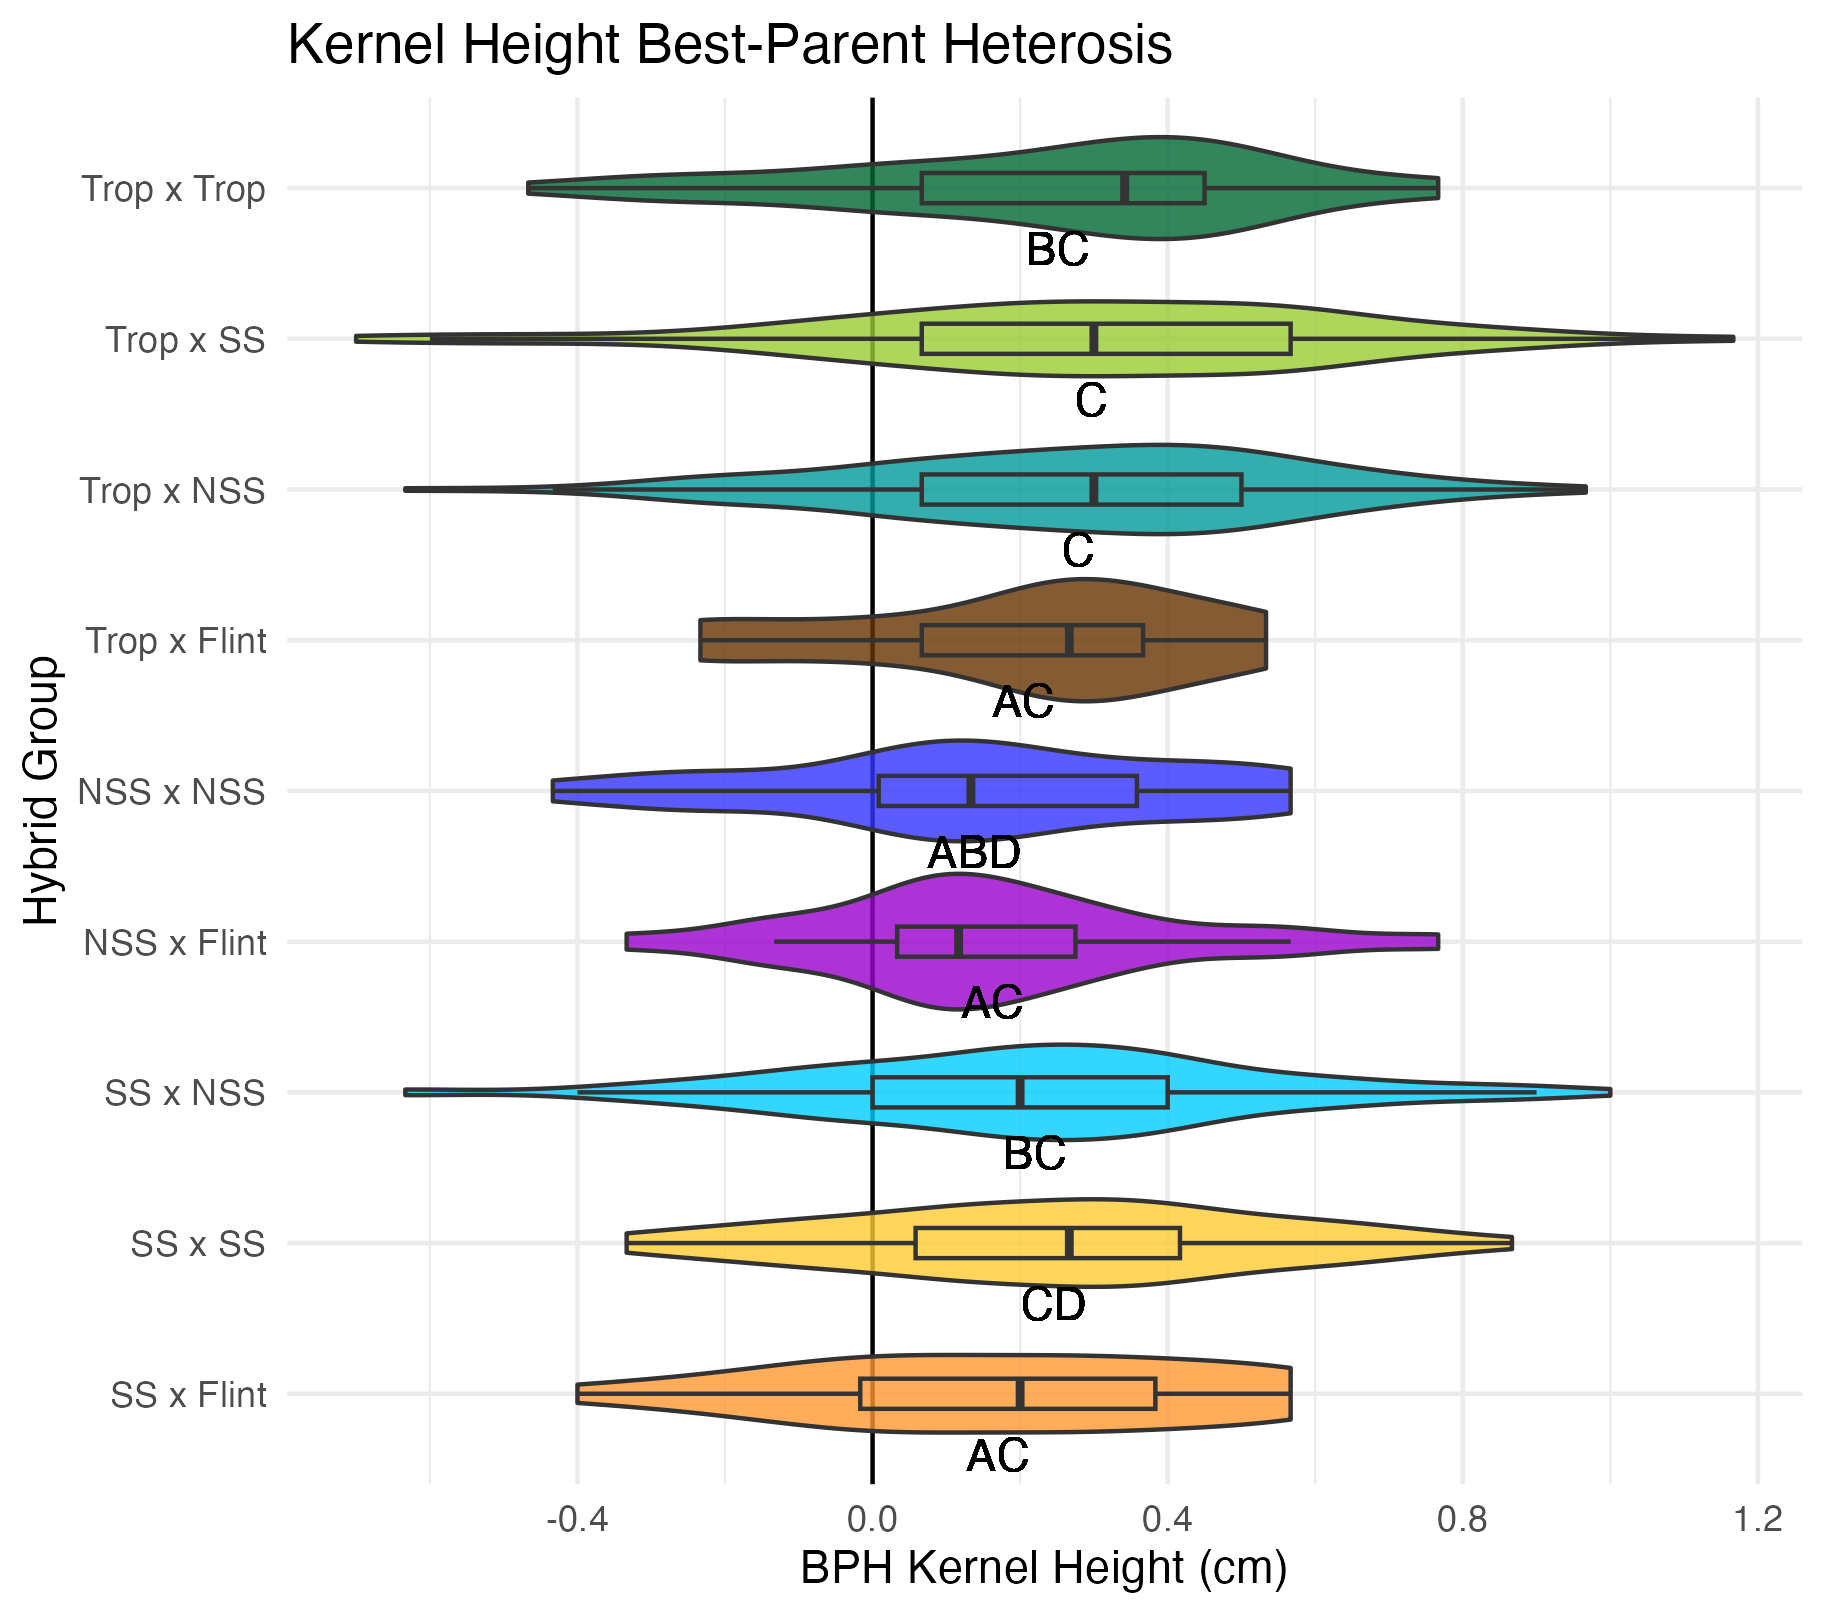 Kernel Height Best-Parent Heterosis
Hybrid Group
Trop x Trop
BC
Trop x SS
C
Trop x NSS
C
Trop x Flint
AC
NSS x NSS
ABD
NSS x Flint
AC
SS x NSS
BC
SS x SS
CD
SS x Flint
AC
-0.4 0.0 0.4 0.8 1.2
BPH Kernel Height (cm)